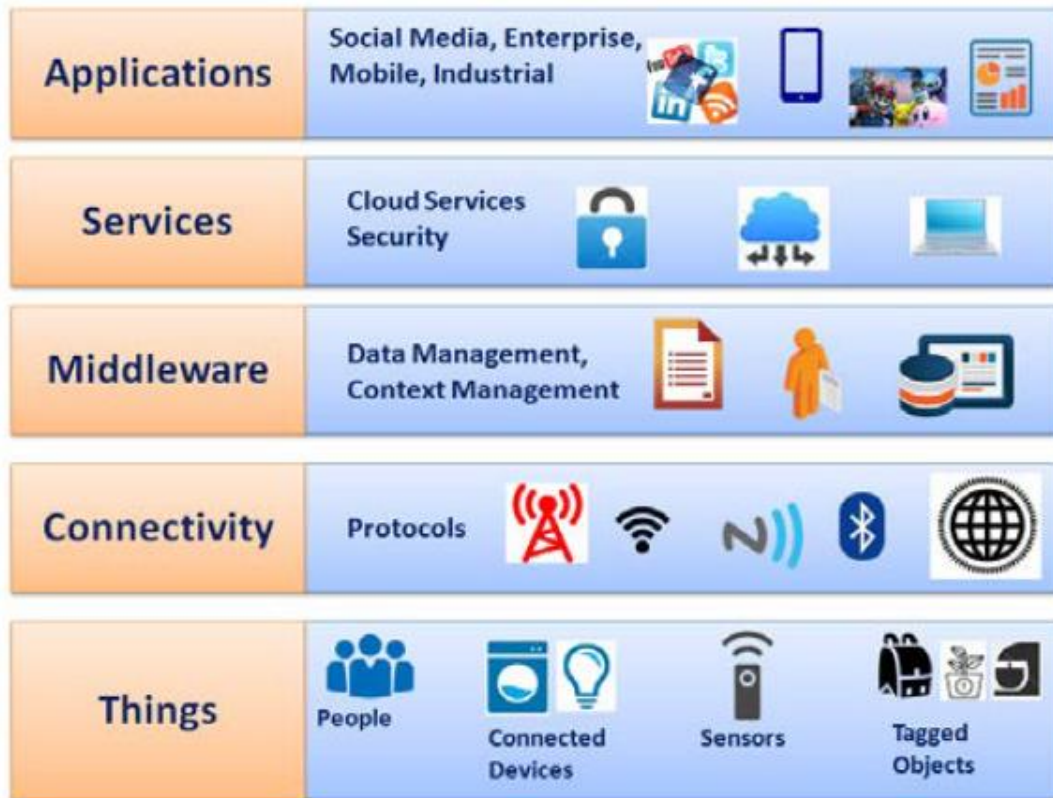 Applications
Social Media, Enterprise,
Mobile, Industrial
in
Services
Cloud Services
Security
Middleware
Data Management,
Context Management
Connectivity
Protocols
Things
People
Connected
Devices
Sensors
Tagged
Objects